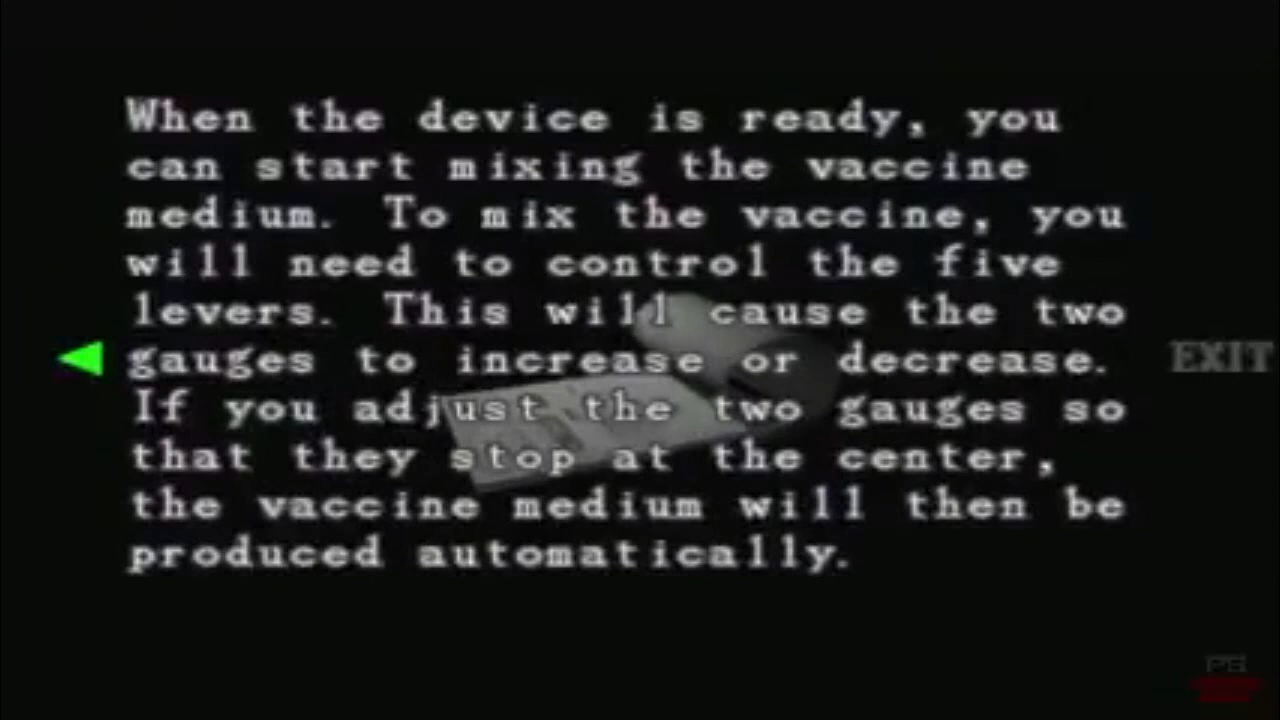 When the device is ready, you
can start mixing the vaccine
medium. To mix the vaccine, you
will need to control the five
levers. This will cause the two
gauges to increase or decrease.
EXIT
If you adjust the two gauges so
that they stop at the center,
the vaccine medium will then be
produced automatically.
PS